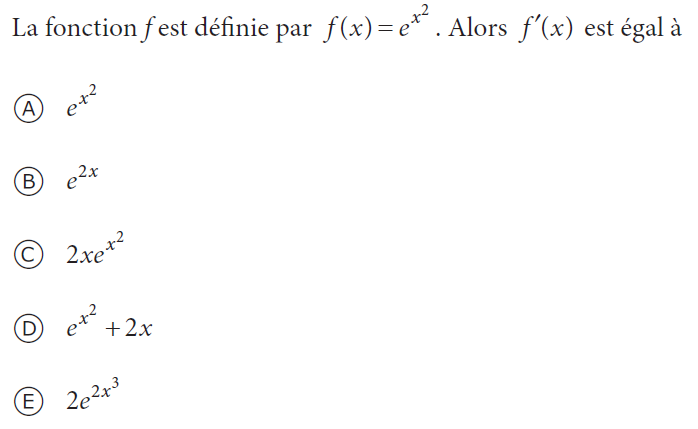 La fonction f est définie par f(x) = e^{x^2}. Alors f′(x) est égal à
Ⓐ e^{x^2}
Ⓑ e^{2x}
Ⓒ 2xe^{x^2}
Ⓓ e^{x^2} + 2x
Ⓔ 2e^{2x^3}